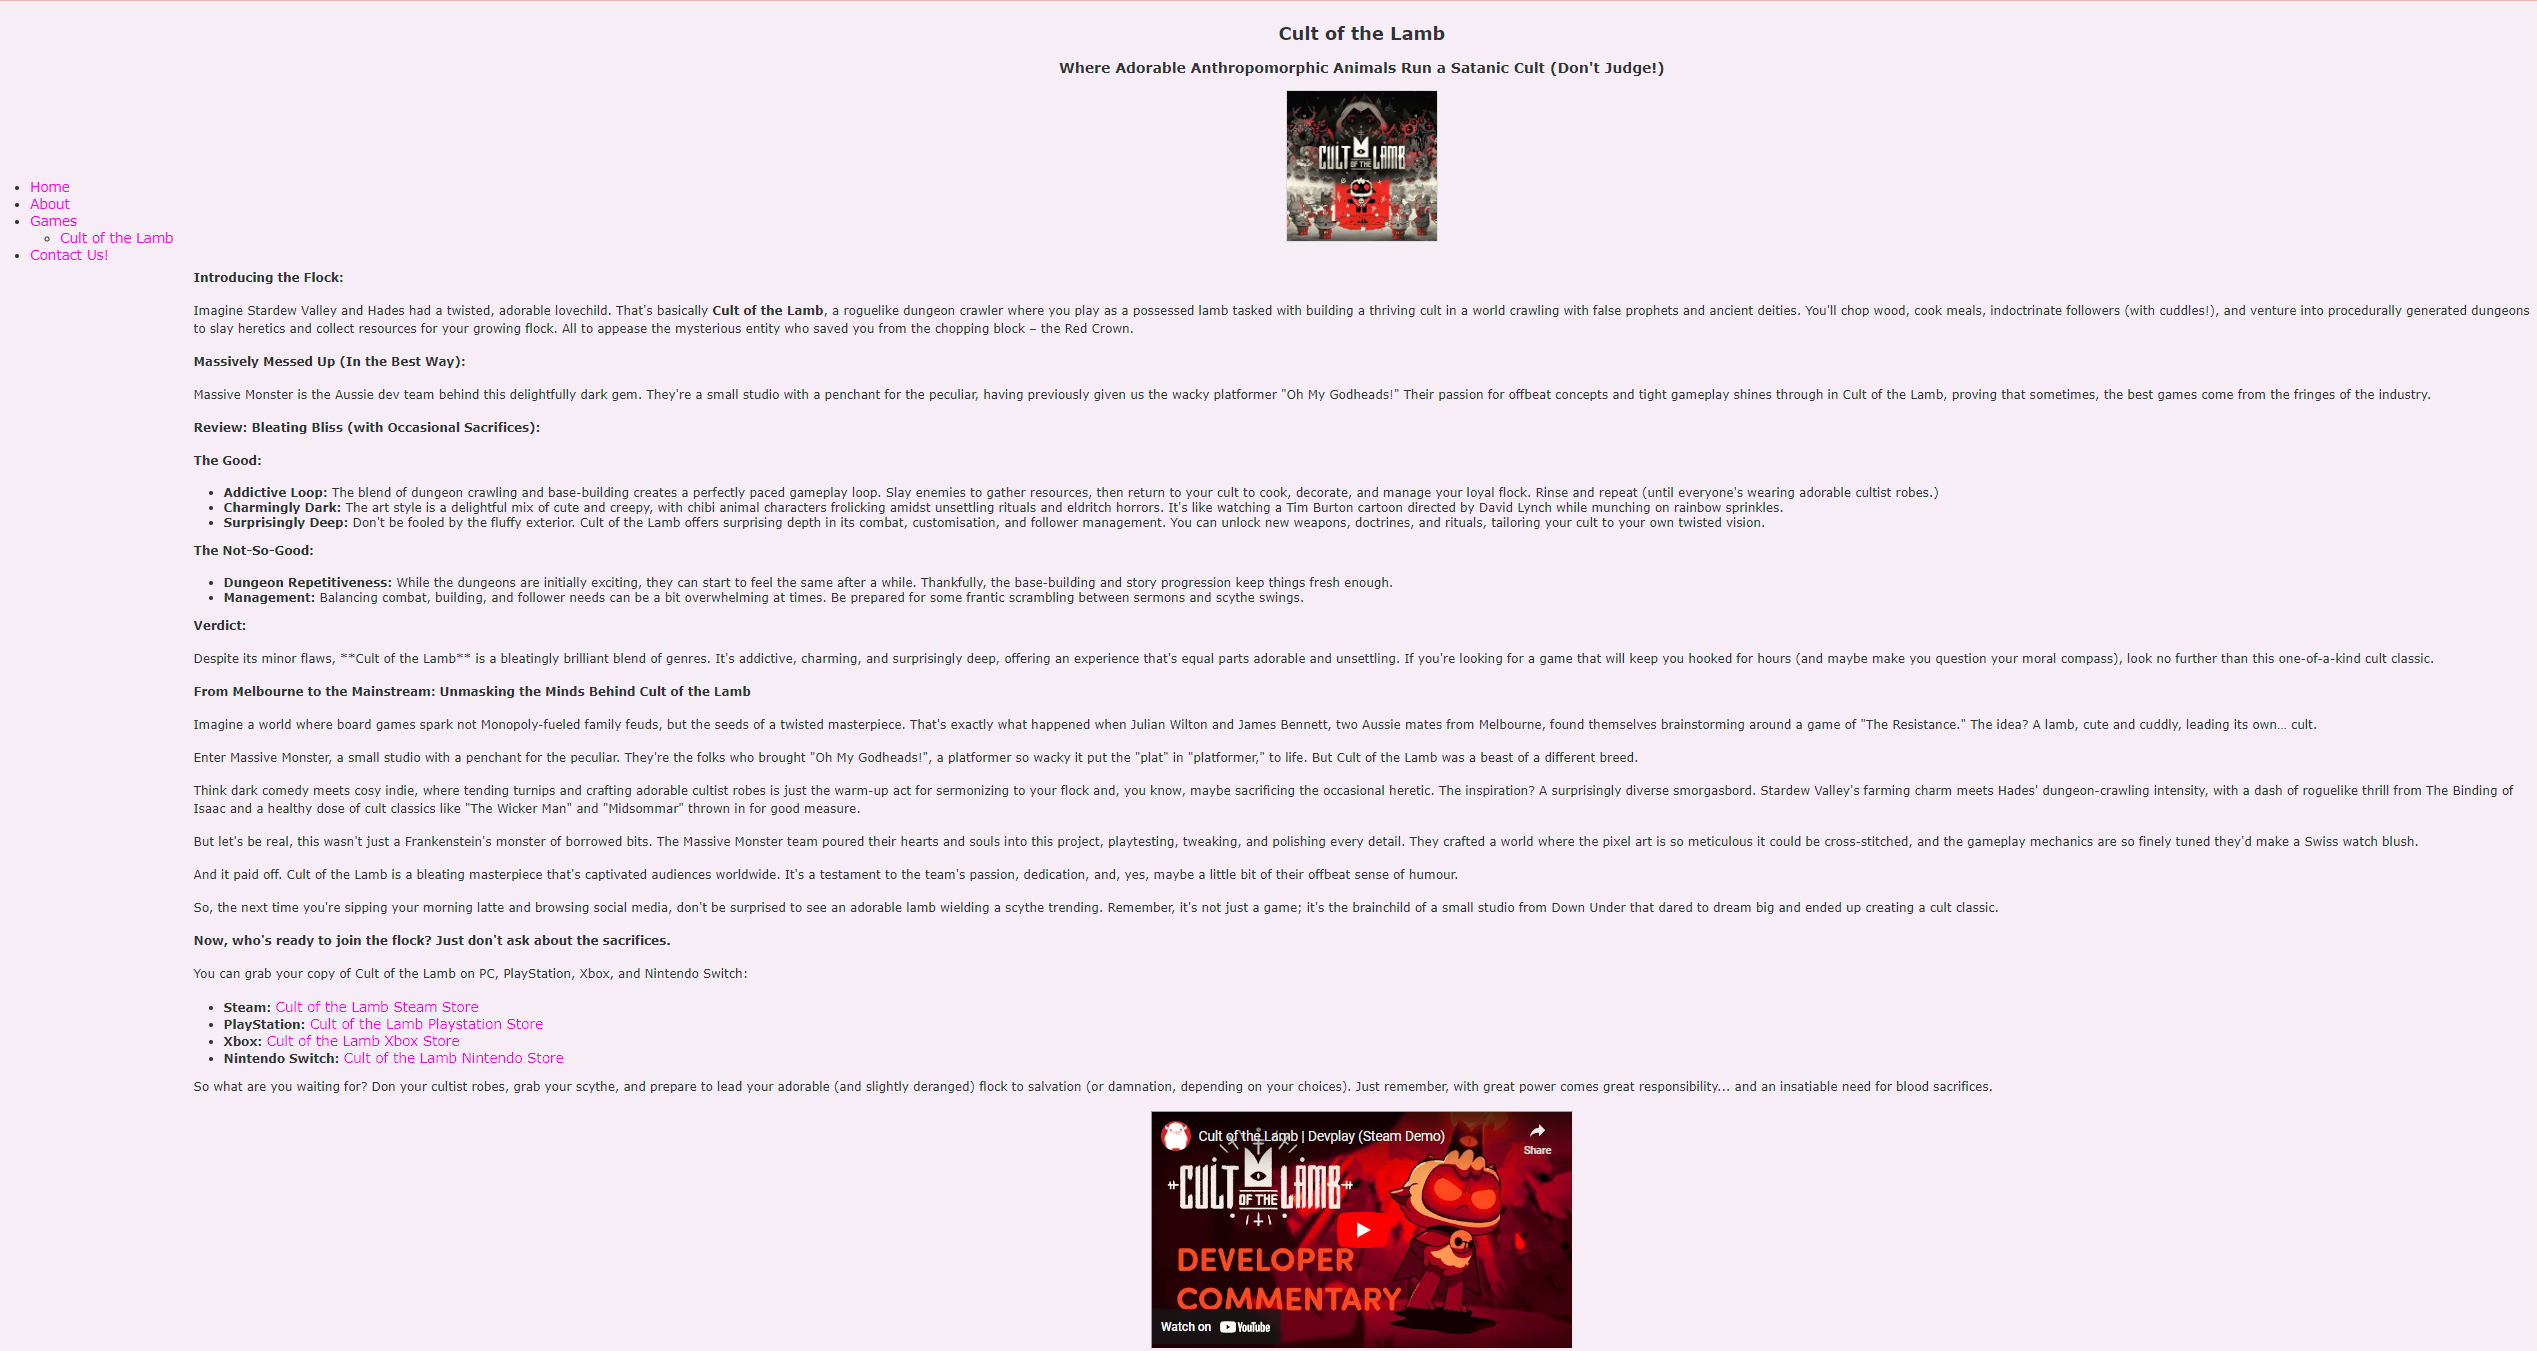 Cult of the Lamb
Where Adorable Anthropomorphic Animals Run a Satanic Cult (Don't Judge!)
CULT OF THE LAMB
Home
About
Games
Cult of the Lamb
Contact Us!
Introducing the Flock:
Imagine Stardew Valley and Hades had a twisted, adorable lovechild. That's basically Cult of the Lamb, a roguelike dungeon crawler where you play as a possessed lamb tasked with building a thriving cult in a world crawling with false prophets and ancient deities. You'll chop wood, cook meals, indoctrinate followers (with cuddles!), and venture into procedurally generated dungeons
to slay heretics and collect resources for your growing flock. All to appease the mysterious entity who saved you from the chopping block – the Red Crown.
Massively Messed Up (In the Best Way):
Massive Monster is the Aussie dev team behind this delightfully dark gem. They're a small studio with a penchant for the peculiar, having previously given us the wacky platformer "Oh My Godheads!" Their passion for offbeat concepts and tight gameplay shines through in Cult of the Lamb, proving that sometimes, the best games come from the fringes of the industry.
Review: Bleating Bliss (with Occasional Sacrifices):
The Good:
Addictive Loop: The blend of dungeon crawling and base-building creates a perfectly paced gameplay loop. Slay enemies to gather resources, then return to your cult to cook, decorate, and manage your loyal flock. Rinse and repeat (until everyone's wearing adorable cultist robes.)
Charmingly Dark: The art style is a delightful mix of cute and creepy, with chibi animal characters frolicking amidst unsettling rituals and eldritch horrors. It's like watching a Tim Burton cartoon directed by David Lynch while munching on rainbow sprinkles.
Surprisingly Deep: Don't be fooled by the fluffy exterior. Cult of the Lamb offers surprising depth in its combat, customisation, and follower management. You can unlock new weapons, doctrines, and rituals, tailoring your cult to your own twisted vision.
The Not-So-Good:
Dungeon Repetitiveness: While the dungeons are initially exciting, they can start to feel the same after a while. Thankfully, the base-building and story progression keep things fresh enough.
Management: Balancing combat, building, and follower needs can be a bit overwhelming at times. Be prepared for some frantic scrambling between sermons and scythe swings.
Verdict:
Despite its minor flaws, **Cult of the Lamb** is a bleatingly brilliant blend of genres. It's addictive, charming, and surprisingly deep, offering an experience that's equal parts adorable and unsettling. If you're looking for a game that will keep you hooked for hours (and maybe make you question your moral compass), look no further than this one-of-a-kind cult classic.
From Melbourne to the Mainstream: Unmasking the Minds Behind Cult of the Lamb
Imagine a world where board games spark not Monopoly-fueled family feuds, but the seeds of a twisted masterpiece. That's exactly what happened when Julian Wilton and James Bennett, two Aussie mates from Melbourne, found themselves brainstorming around a game of "The Resistance." The idea? A lamb, cute and cuddly, leading its own... cult.
Enter Massive Monster, a small studio with a penchant for the peculiar. They're the folks who brought "Oh My Godheads!", a platformer so wacky it put the "plat" in "platformer," to life. But Cult of the Lamb was a beast of a different breed.
Think dark comedy meets cosy indie, where tending turnips and crafting adorable cultist robes is just the warm-up act for sermonizing to your flock and, you know, maybe sacrificing the occasional heretic. The inspiration? A surprisingly diverse smorgasbord. Stardew Valley's farming charm meets Hades' dungeon-crawling intensity, with a dash of roguelike thrill from The Binding of
Isaac and a healthy dose of cult classics like "The Wicker Man" and "Midsommar" thrown in for good measure.
But let's be real, this wasn't just a Frankenstein's monster of borrowed bits. The Massive Monster team poured their hearts and souls into this project, playtesting, tweaking, and polishing every detail. They crafted a world where the pixel art is so meticulous it could be cross-stitched, and the gameplay mechanics are so finely tuned they'd make a Swiss watch blush.
And it paid off. Cult of the Lamb is a bleating masterpiece that's captivated audiences worldwide. It's a testament to the team's passion, dedication, and, yes, maybe a little bit of their offbeat sense of humour.
So, the next time you're sipping your morning latte and browsing social media, don't be surprised to see an adorable lamb wielding a scythe trending. Remember, it's not just a game; it's the brainchild of a small studio from Down Under that dared to dream big and ended up creating a cult classic.
Now, who's ready to join the flock? Just don't ask about the sacrifices.
You can grab your copy of Cult of the Lamb on PC, PlayStation, Xbox, and Nintendo Switch:
Steam: Cult of the Lamb Steam Store
PlayStation: Cult of the Lamb Playstation Store
Xbox: Cult of the Lamb Xbox Store
Nintendo Switch: Cult of the Lamb Nintendo Store
So what are you waiting for? Don your cultist robes, grab your scythe, and prepare to lead your adorable (and slightly deranged) flock to salvation (or damnation, depending on your choices). Just remember, with great power comes great responsibility... and an insatiable need for blood sacrifices.
Cult of the Lamb | Devplay (Steam Demo)
Share
CULT OF THE LAMB
DEVELOPER
COMMENTARY
Watch on YouTube